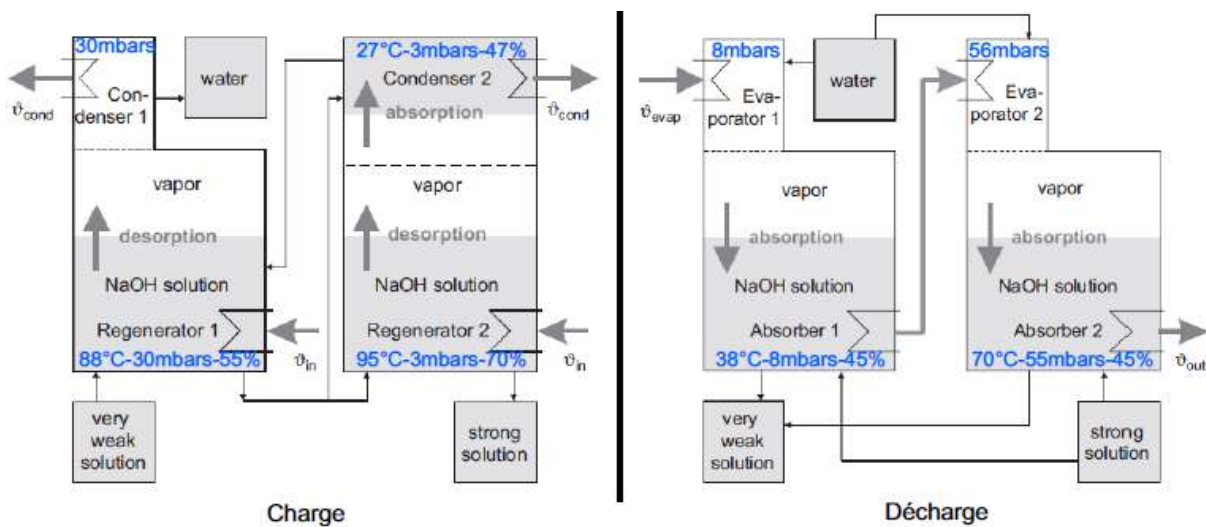 30mbars
ϑcond
Con-
denser 1
water
vapor
desorption
NaOH solution
Regenerator 1
88°C-30mbars-55%
ϑin
very
weak
solution
27°C-3mbars-47%
Condenser 2
ϑcond
absorption
vapor
desorption
NaOH solution
Regenerator 2
95°C-3mbars-70%
ϑin
strong
solution
Charge
8mbars
ϑevap
Eva-
porator 1
water
vapor
absorption
NaOH solution
Absorber 1
38°C-8mbars-45%
very
weak
solution
56mbars
Eva-
porator 2
vapor
absorption
NaOH solution
Absorber 2
70°C-55mbars-45%
ϑout
strong
solution
Décharge